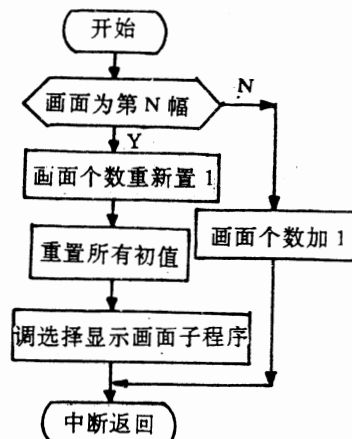 开始
画面为第 N 幅
N
Y
画面个数重新置 1
重置所有初值
画面个数加 1
调选择显示画面子程序
中断返回